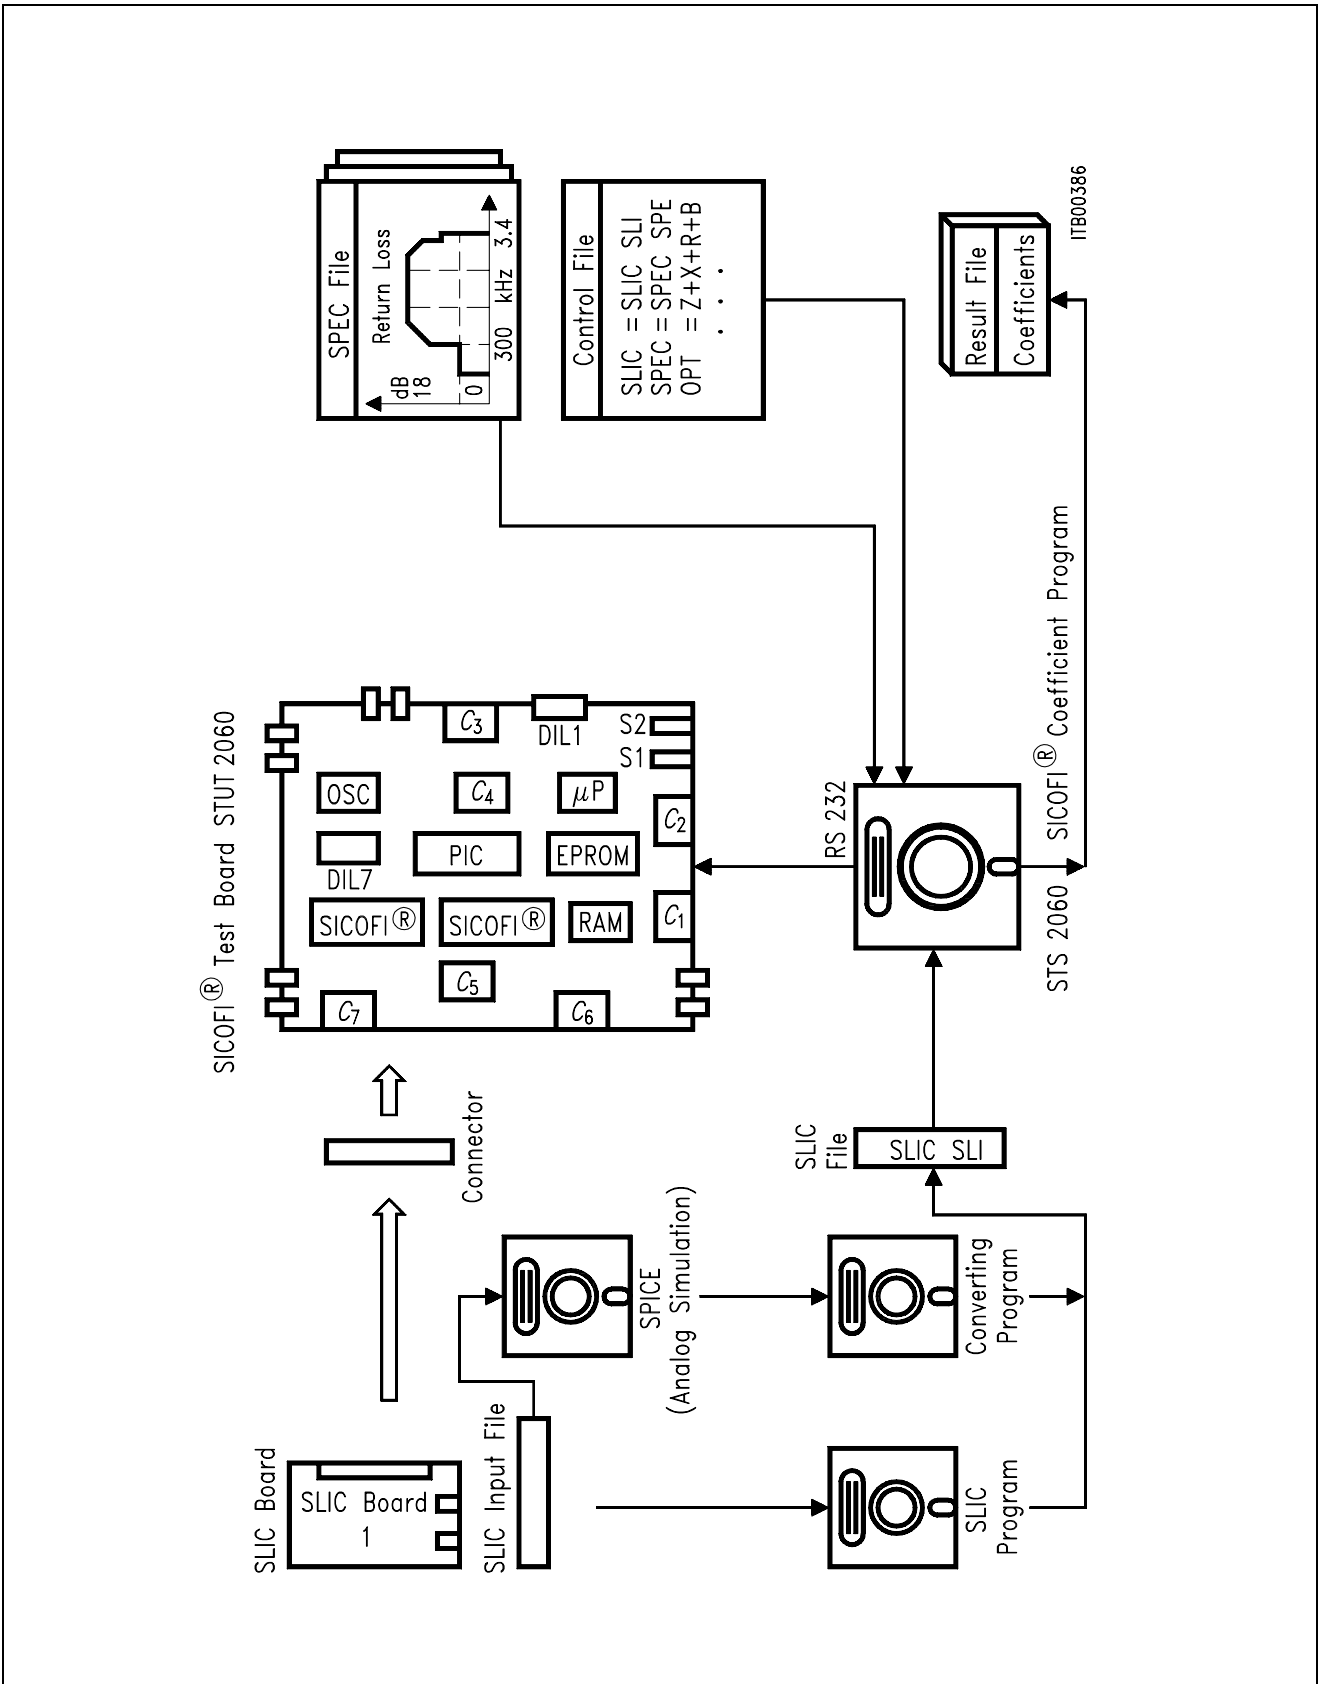 SPEC File
Return Loss
dB
18
0
300 kHz 3.4
Control File
SLIC = SLIC SLI
SPEC = SPEC SPE
OPT = Z+X+R+B
. . .
Result File
Coefficients
ITB00386
SICOFI® Test Board STUT 2060
OSC
C4
C3
µP
DIL1
S2
S1
DIL7
PIC
EPROM
C2
SICOFI®
SICOFI®
RAM
C1
C5
C7
C6
RS 232
STS 2060 SICOFI® Coefficient Program
Connector
SLIC
File
SLIC SLI
SPICE
(Analog Simulation)
Converting
Program
SLIC Board
SLIC Board
1
SLIC Input File
SLIC
Program